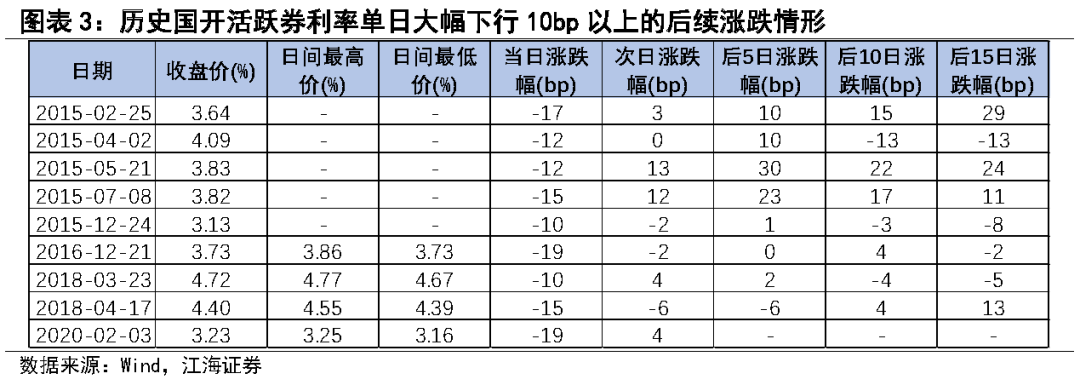 图表 3：历史国开活跃券利率单日大幅下行 10bp 以上的后续涨跌情形
日期 收盘价(%) 日间最高价(%) 日间最低价(%) 当日涨跌幅(bp) 次日涨跌幅(bp) 后5日涨跌幅(bp) 后10日涨跌幅(bp) 后15日涨跌幅(bp)
2015-02-25 3.64 - - -17 3 10 15 29
2015-04-02 4.09 - - -12 0 10 -13 -13
2015-05-21 3.83 - - -12 13 30 22 24
2015-07-08 3.82 - - -15 12 23 17 11
2015-12-24 3.13 - - -10 -2 1 -3 -8
2016-12-21 3.73 3.86 3.73 -19 -2 0 4 -2
2018-03-23 4.72 4.77 4.67 -10 4 2 -4 -5
2018-04-17 4.40 4.55 4.39 -15 -6 -6 4 13
2020-02-03 3.23 3.25 3.16 -19 4 - - -
数据来源：Wind，江海证券